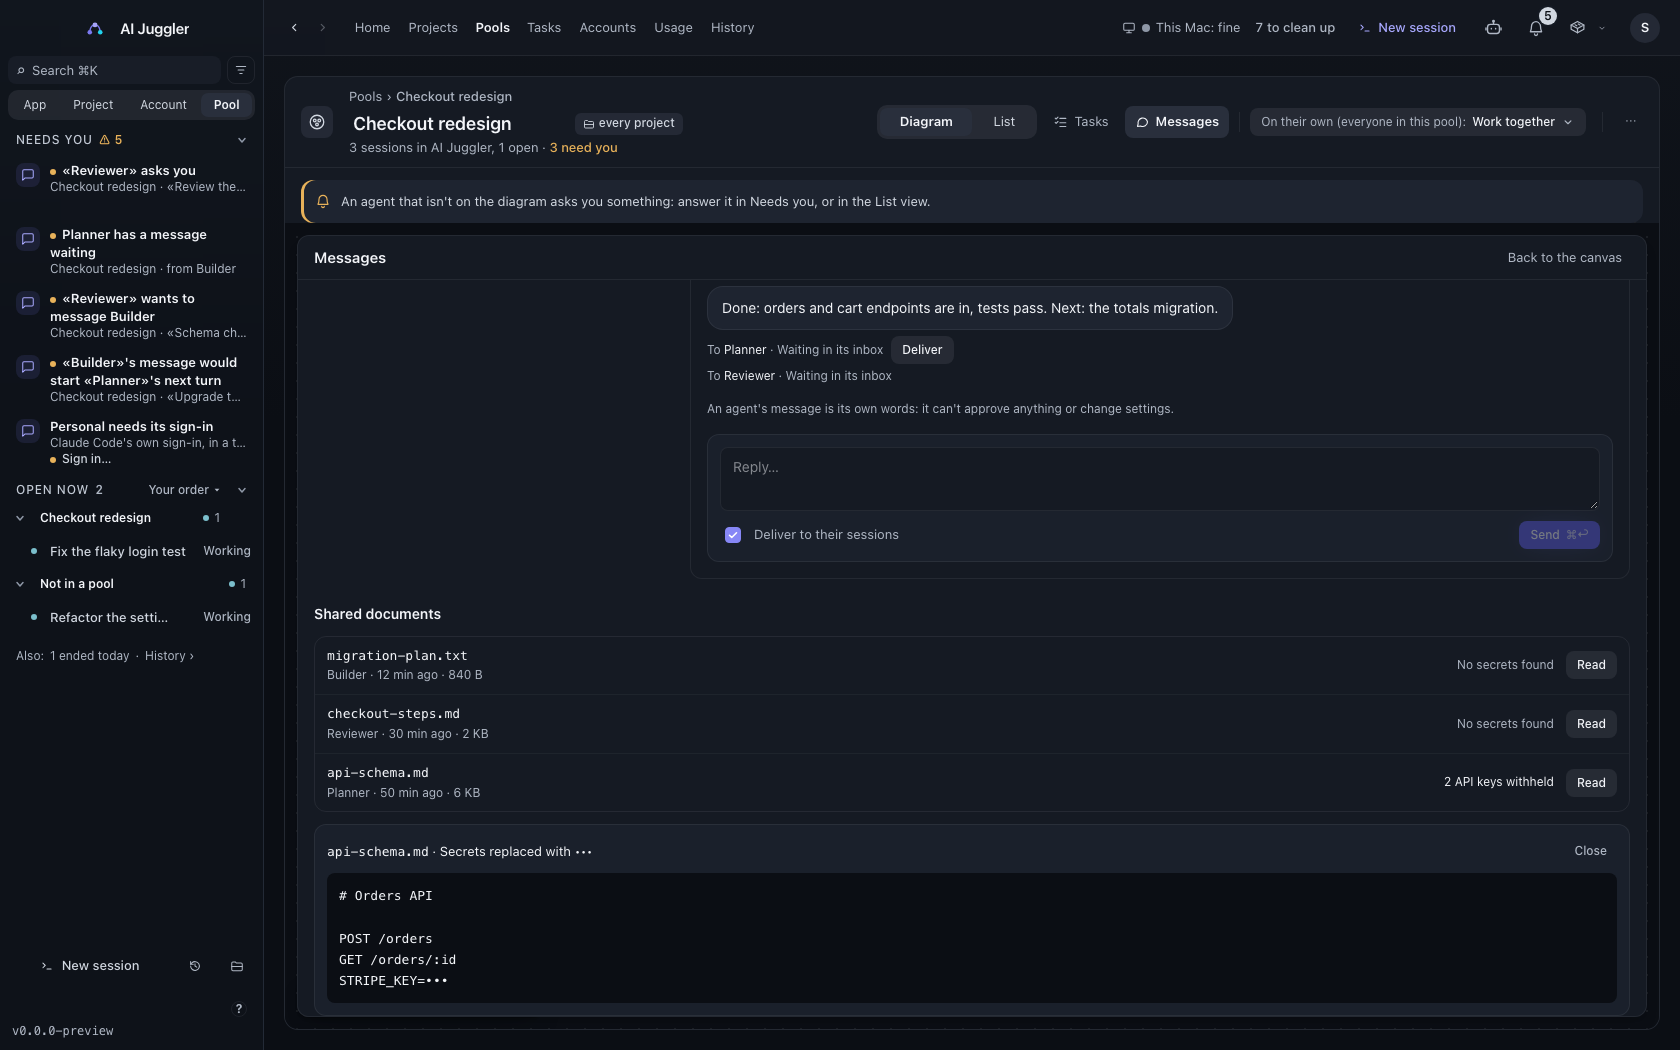 AI Juggler
Search ⌘K
App Project Account Pool
NEEDS YOU 5
«Reviewer» asks you
Checkout redesign · «Review the…
Planner has a message
waiting
Checkout redesign · from Builder
«Reviewer» wants to
message Builder
Checkout redesign · «Schema ch…
«Builder»'s message would
start «Planner»'s next turn
Checkout redesign · «Upgrade t…
Personal needs its sign-in
Claude Code's own sign-in, in a t…
Sign in…
OPEN NOW 2 Your order
Checkout redesign 1
Fix the flaky login test Working
Not in a pool 1
Refactor the setti… Working
Also: 1 ended today · History ›
New session
?
v0.0.0-preview
Home Projects Pools Tasks Accounts Usage History
This Mac: fine 7 to clean up New session 5 S
Pools › Checkout redesign
Checkout redesign every project
3 sessions in AI Juggler, 1 open · 3 need you
Diagram List Tasks Messages On their own (everyone in this pool): Work together …
An agent that isn't on the diagram asks you something: answer it in Needs you, or in the List view.
Messages Back to the canvas
Done: orders and cart endpoints are in, tests pass. Next: the totals migration.
To Planner · Waiting in its inbox Deliver
To Reviewer · Waiting in its inbox
An agent's message is its own words: it can't approve anything or change settings.
Reply…
Deliver to their sessions Send ⌘↩
Shared documents
migration-plan.txt
Builder · 12 min ago · 840 B
No secrets found Read
checkout-steps.md
Reviewer · 30 min ago · 2 KB
No secrets found Read
api-schema.md
Planner · 50 min ago · 6 KB
2 API keys withheld Read
api-schema.md · Secrets replaced with ••• Close
# Orders API
POST /orders
GET /orders/:id
STRIPE_KEY=•••